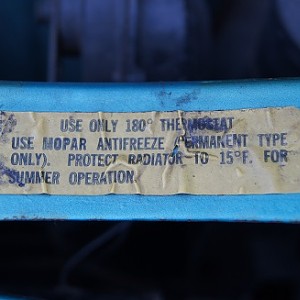 USE ONLY 180° THERMOSTAT
USE MOPAR ANTIFREEZE (PERMANENT TYPE
ONLY). PROTECT RADIATOR TO 15°F. FOR
SUMMER OPERATION.